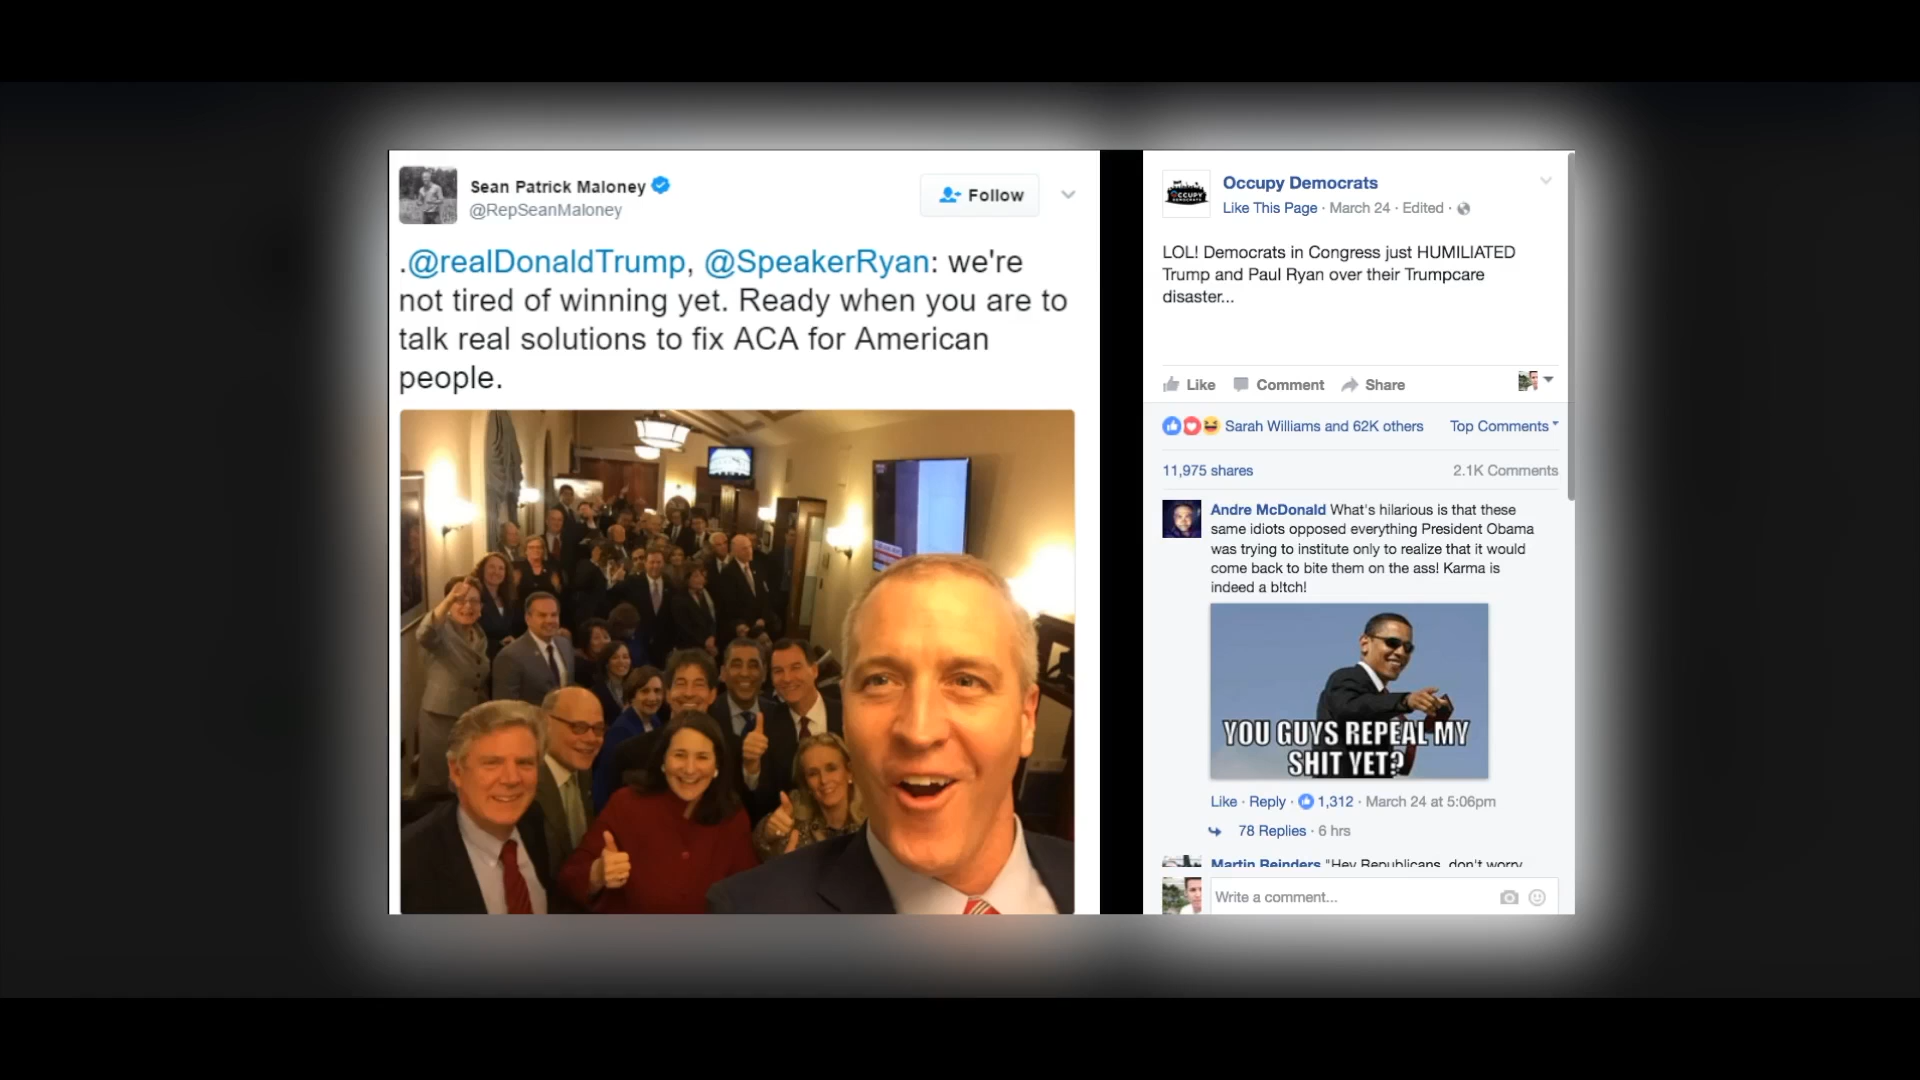 Sean Patrick Maloney
@RepSeanMaloney
Follow
.@realDonaldTrump, @SpeakerRyan: we're
not tired of winning yet. Ready when you are to
talk real solutions to fix ACA for American
people.
Occupy Democrats
Like This Page · March 24 · Edited ·
LOL! Democrats in Congress just HUMILIATED
Trump and Paul Ryan over their Trumpcare
disaster...
Like Comment Share
Sarah Williams and 62K others Top Comments
11,975 shares 2.1K Comments
Andre McDonald What's hilarious is that these
same idiots opposed everything President Obama
was trying to institute only to realize that it would
come back to bite them on the ass! Karma is
indeed a b!tch!
YOU GUYS REPEAL MY
SHIT YET?
Like · Reply · 1,312 · March 24 at 5:06pm
78 Replies · 6 hrs
Martin Reinders "Hey Republicans, don't worry
Write a comment...